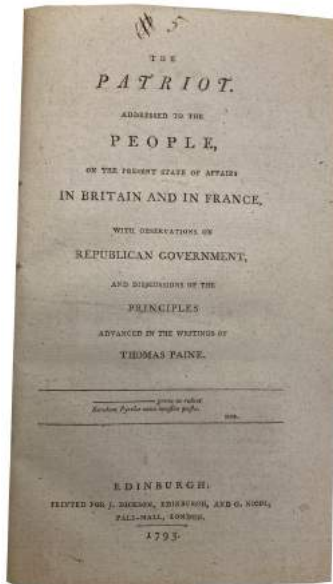 5
THE
PATRIOT.
ADDRESSED TO THE
PEOPLE,
ON THE PRESENT STATE OF AFFAIRS
IN BRITAIN AND IN FRANCE,
WITH OBSERVATIONS ON
REPUBLICAN GOVERNMENT,
AND DISCUSSIONS OF THE
PRINCIPLES
ADVANCED IN THE WRITINGS OF
THOMAS PAINE.
EDINBURGH:
PRINTED FOR J. DICKSON, EDINBURGH, AND G. NICOL,
PALL-MALL, LONDON.
1793.